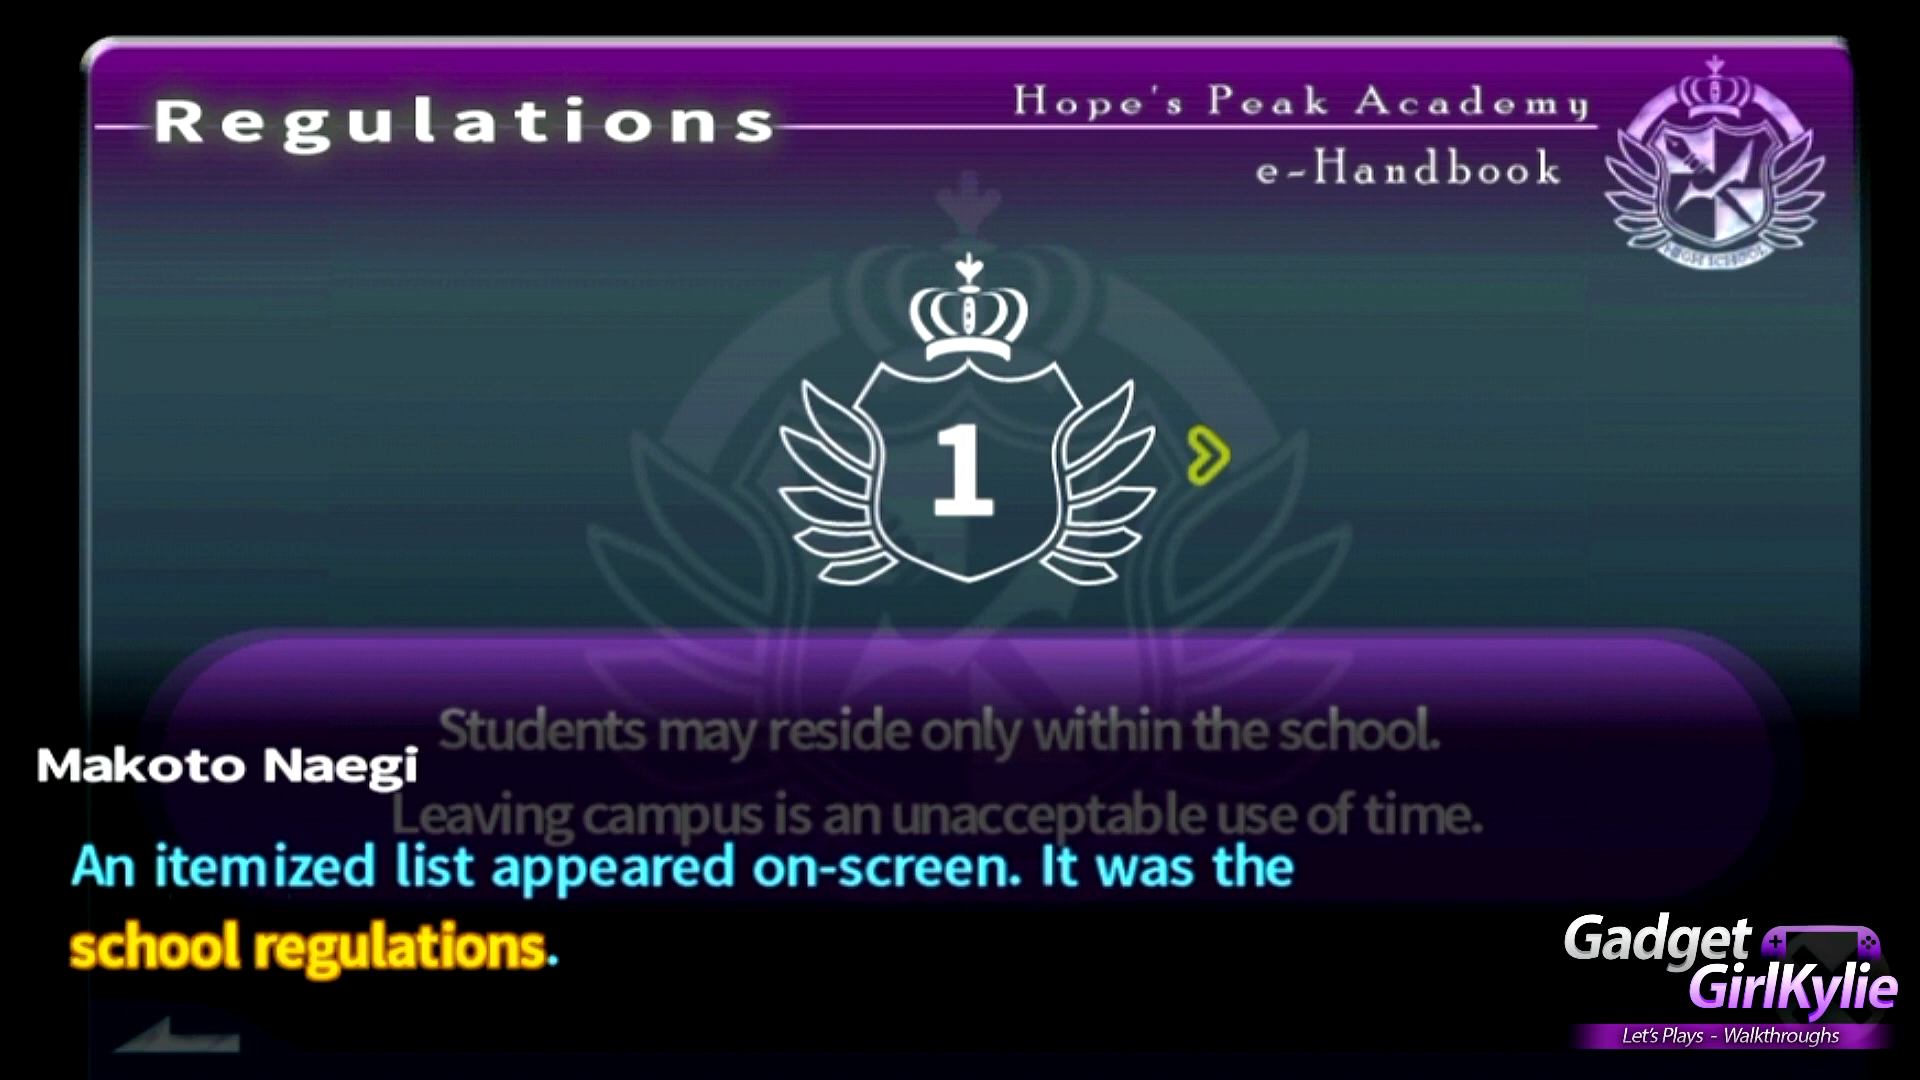 Regulations
Hope's Peak Academy
e-Handbook
HIGH SCHOOL
1
Students may reside only within the school.
Makoto Naegi
Leaving campus is an unacceptable use of time.
An itemized list appeared on-screen. It was the
school regulations.
Gadget
GirlKylie
Let's Plays - Walkthroughs